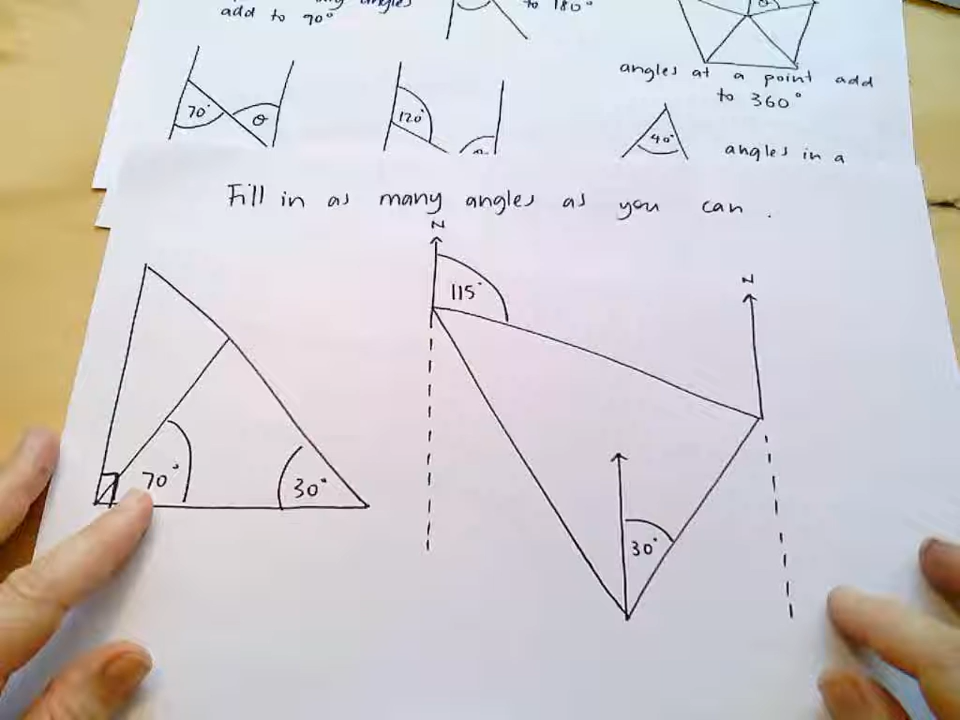 angles
add to 90°
to 180°
θ
angles at a point add
to 360°
70° θ
120°
40°
angles in a
Fill in as many angles as you can.
N
115°
N
70°
30°
30°